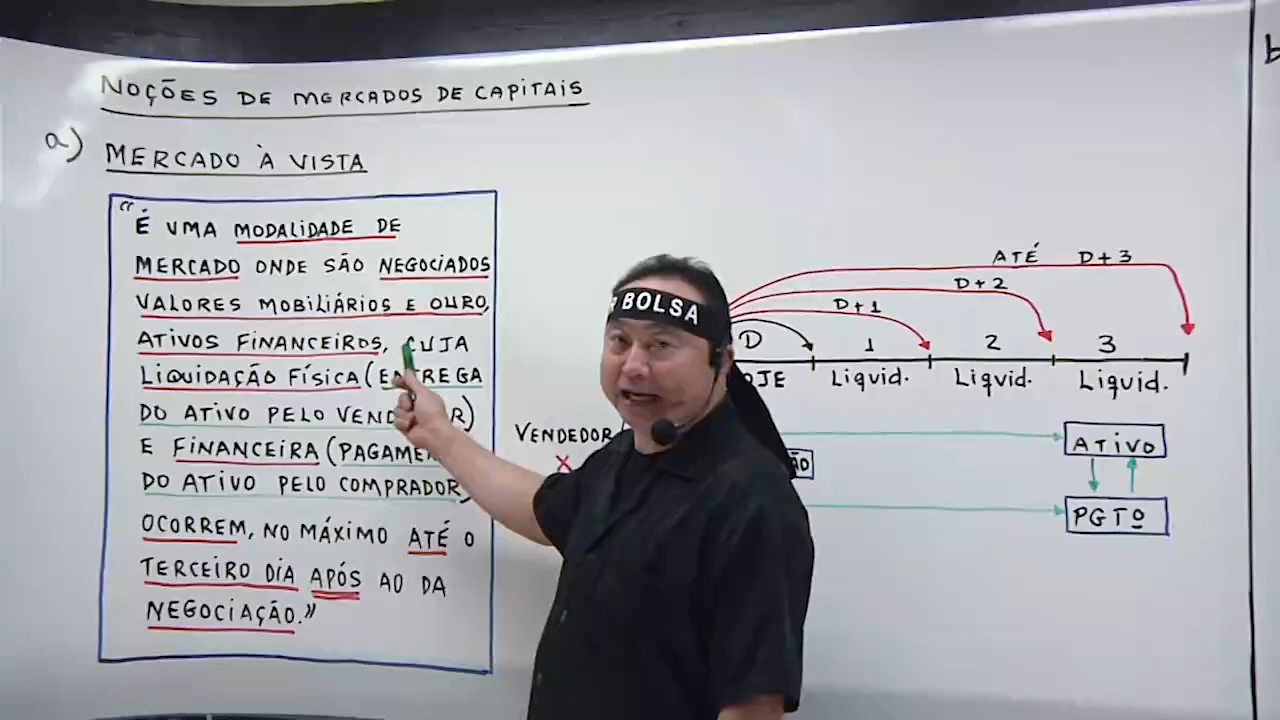 NOÇÕES DE MERCADOS DE CAPITAIS
a) MERCADO À VISTA
"É UMA MODALIDADE DE
MERCADO ONDE SÃO NEGOCIADOS
VALORES MOBILIÁRIOS E OURO,
ATIVOS FINANCEIROS, CUJA
LIQUIDAÇÃO FÍSICA (ENTREGA
DO ATIVO PELO
E FINANCEIRA (
DO ATIVO PELO COMPRADOR)
OCORREM, NO MÁXIMO ATÉ O
TERCEIRO DIA APÓS AO DA
NEGOCIAÇÃO."
BOLSA
ATÉ D+3
D+2
D+1
D 1 2 3
Liquid. Liquid. Liquid.
VENDEDOR
X
ATIVO
PGTO
b